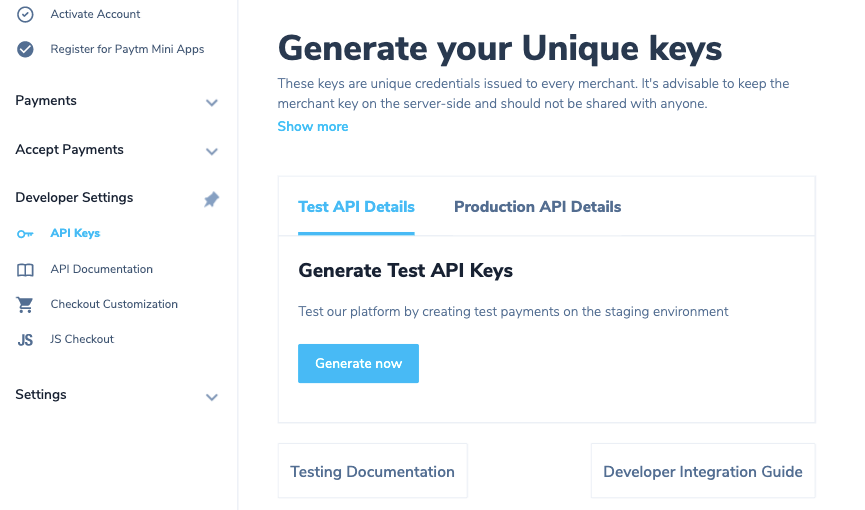 Activate Account
Register for Paytm Mini Apps
Payments
Accept Payments
Developer Settings
API Keys
API Documentation
Checkout Customization
JS JS Checkout
Settings
Generate your Unique keys
These keys are unique credentials issued to every merchant. It's advisable to keep the
merchant key on the server-side and should not be shared with anyone.
Show more
Test API Details Production API Details
Generate Test API Keys
Test our platform by creating test payments on the staging environment
Generate now
Testing Documentation Developer Integration Guide